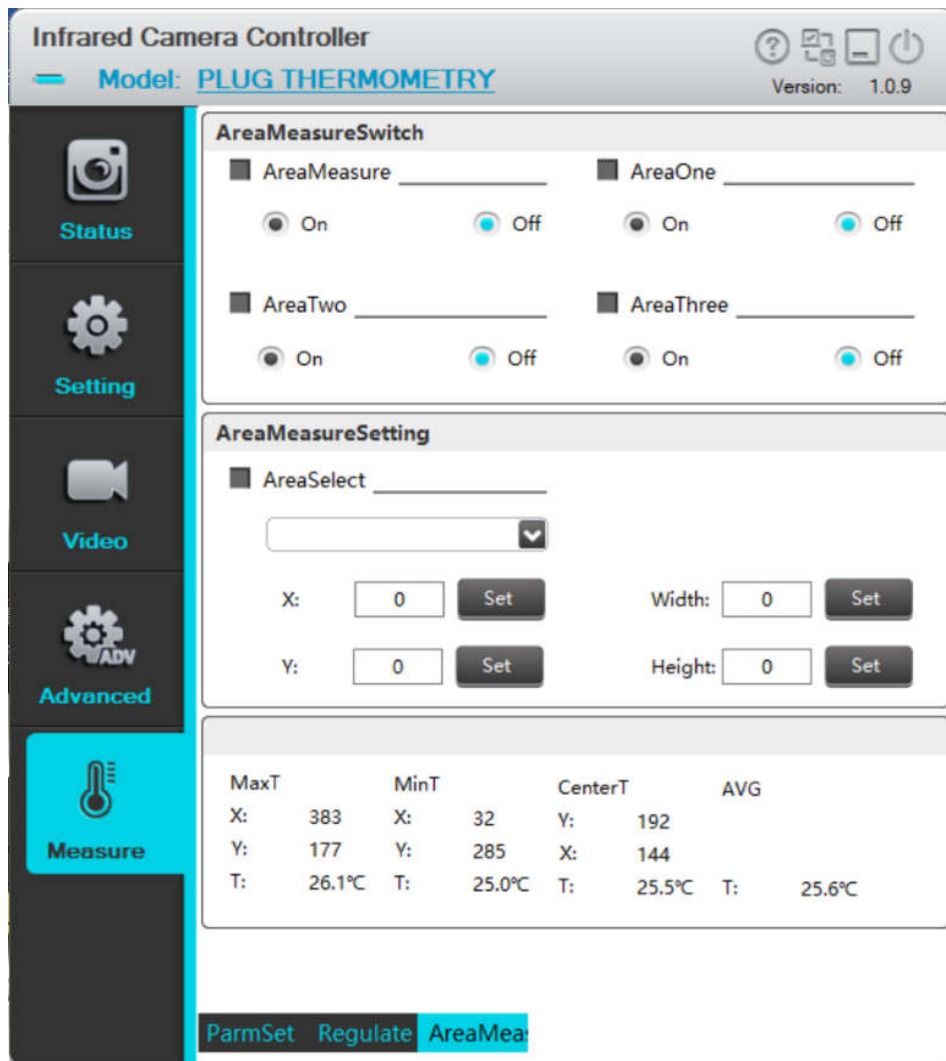 Infrared Camera Controller
Model: PLUG THERMOMETRY
Version: 1.0.9
Status
Setting
Video
ADV
Advanced
Measure
AreaMeasureSwitch
AreaMeasure
AreaOne
On Off On Off
AreaTwo
AreaThree
On Off On Off
AreaMeasureSetting
AreaSelect
X: 0 Set Width: 0 Set
Y: 0 Set Height: 0 Set
MaxT MinT CenterT AVG
X: 383 X: 32 Y: 192
Y: 177 Y: 285 X: 144
T: 26.1℃ T: 25.0℃ T: 25.5℃ T: 25.6℃
ParmSet Regulate AreaMea